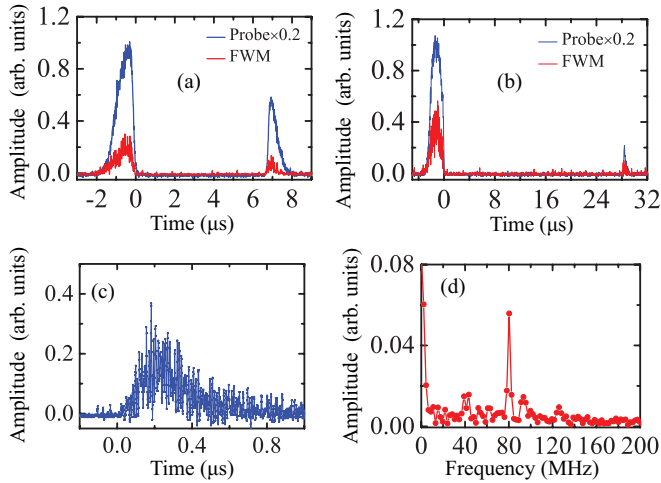 Amplitude (arb. units)
1.2
0.8
0.4
0.0
(a)
Probe×0.2
FWM
−2 0 2 4 6 8
Time (μs)
Amplitude (arb. units)
1.2
0.8
0.4
0.0
(b)
Probe×0.2
FWM
0 8 16 24 32
Time (μs)
Amplitude (arb. units)
0.4
0.2
0.0
(c)
0.0 0.4 0.8
Time (μs)
Amplitude (arb. units)
0.08
0.04
0.00
(d)
0 40 80 120 160 200
Frequency (MHz)